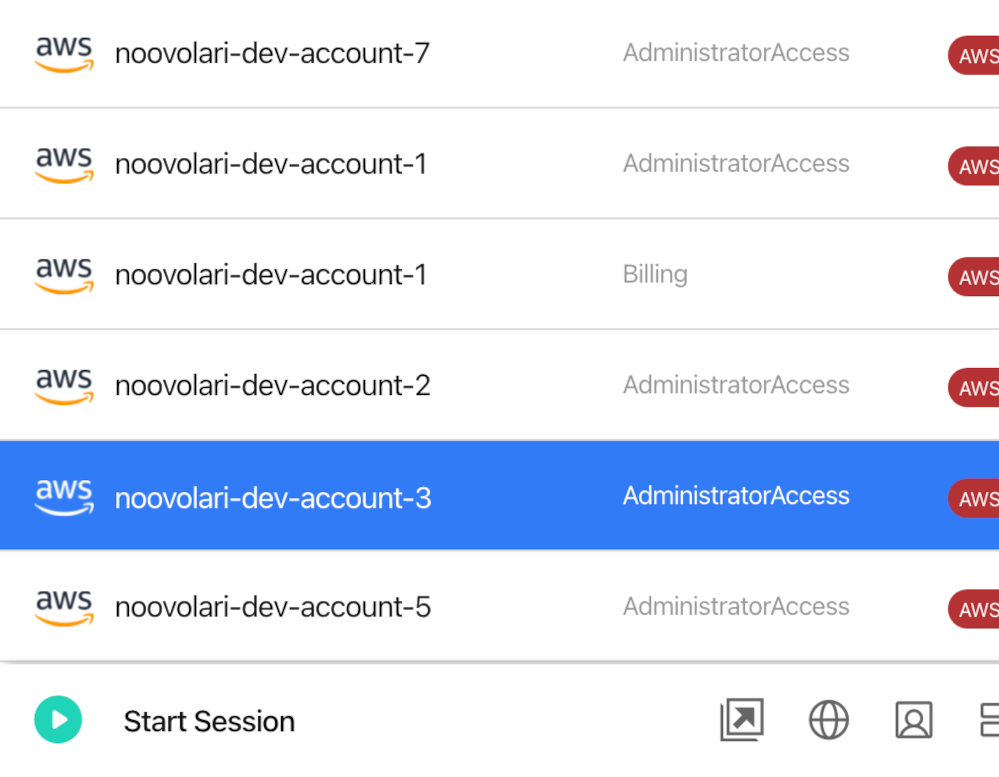 aws noovolari-dev-account-7 AdministratorAccess AWS
aws noovolari-dev-account-1 AdministratorAccess AWS
aws noovolari-dev-account-1 Billing AWS
aws noovolari-dev-account-2 AdministratorAccess AWS
aws noovolari-dev-account-3 AdministratorAccess AWS
aws noovolari-dev-account-5 AdministratorAccess AWS
Start Session